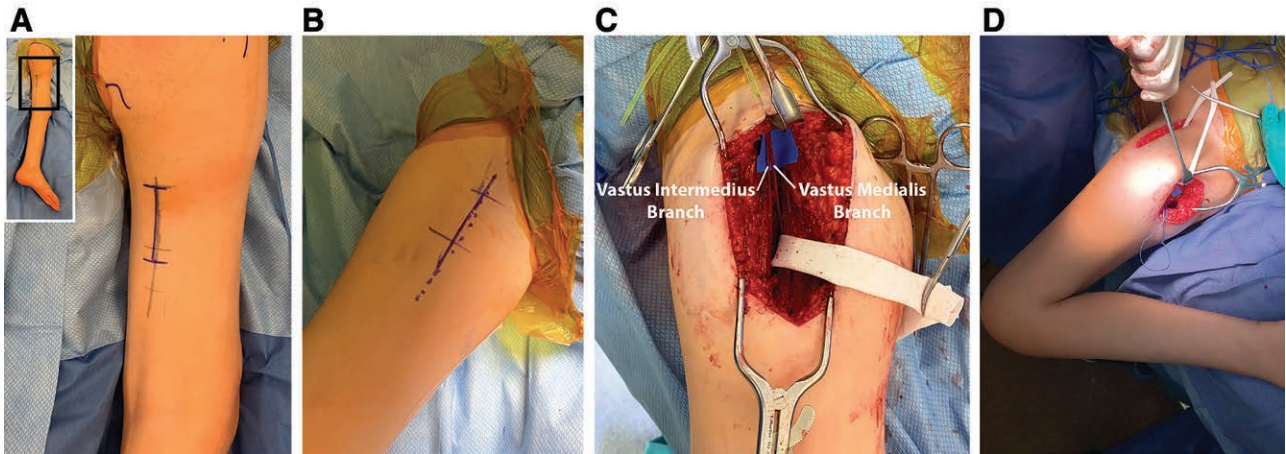 A
B
C
D
Vastus Intermedius
Branch
Vastus Medialis
Branch